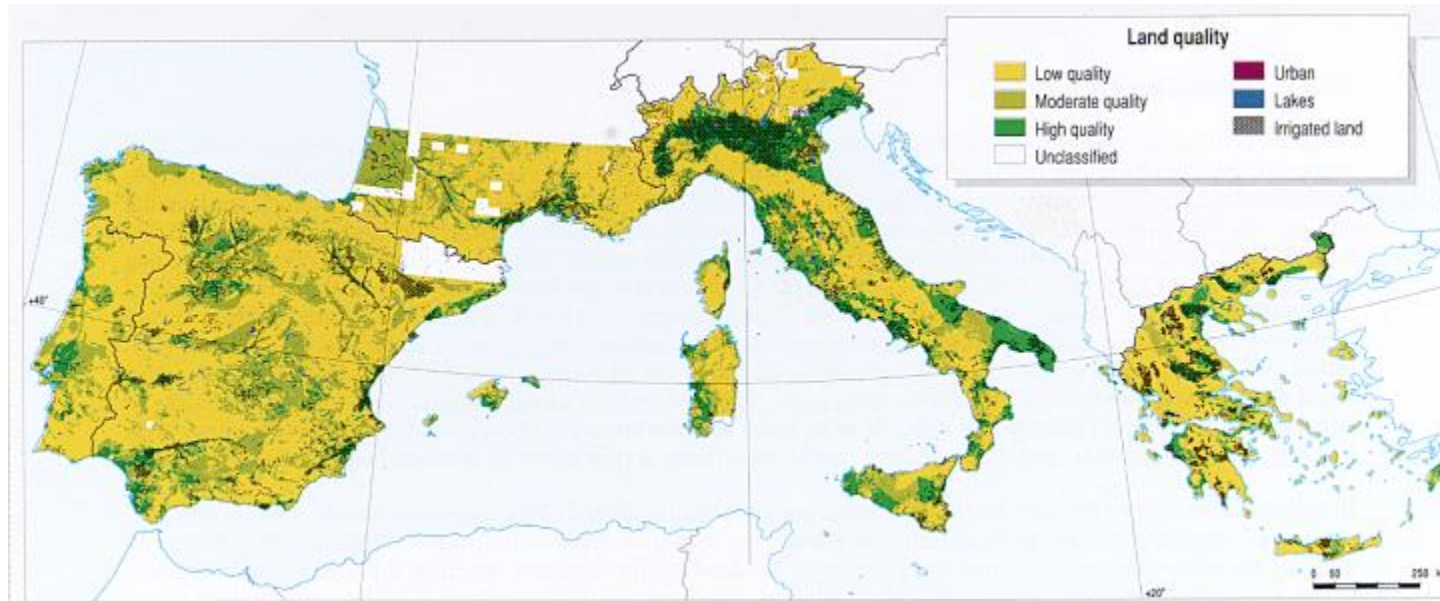 Land quality
Low quality
Moderate quality
High quality
Unclassified
Urban
Lakes
Irrigated land
+40°
+20°
0 50 250 k